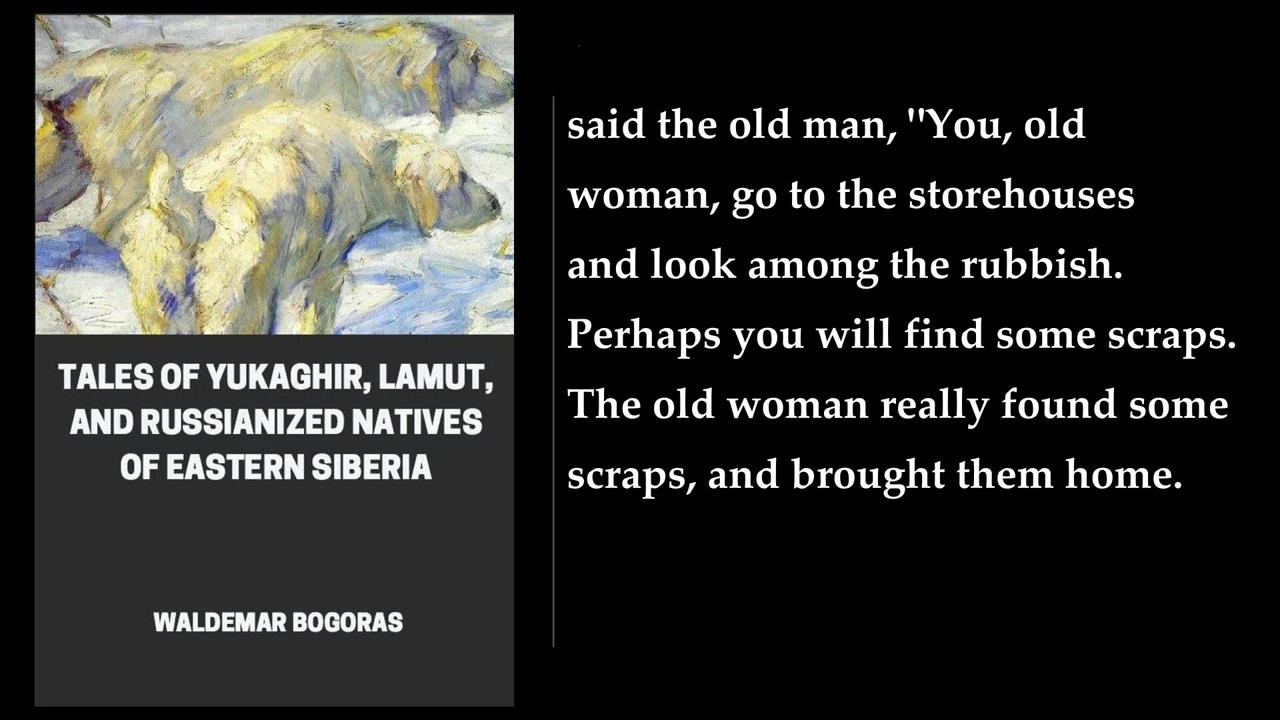 TALES OF YUKAGHIR, LAMUT,
AND RUSSIANIZED NATIVES
OF EASTERN SIBERIA
WALDEMAR BOGORAS
said the old man, "You, old
woman, go to the storehouses
and look among the rubbish.
Perhaps you will find some scraps.
The old woman really found some
scraps, and brought them home.